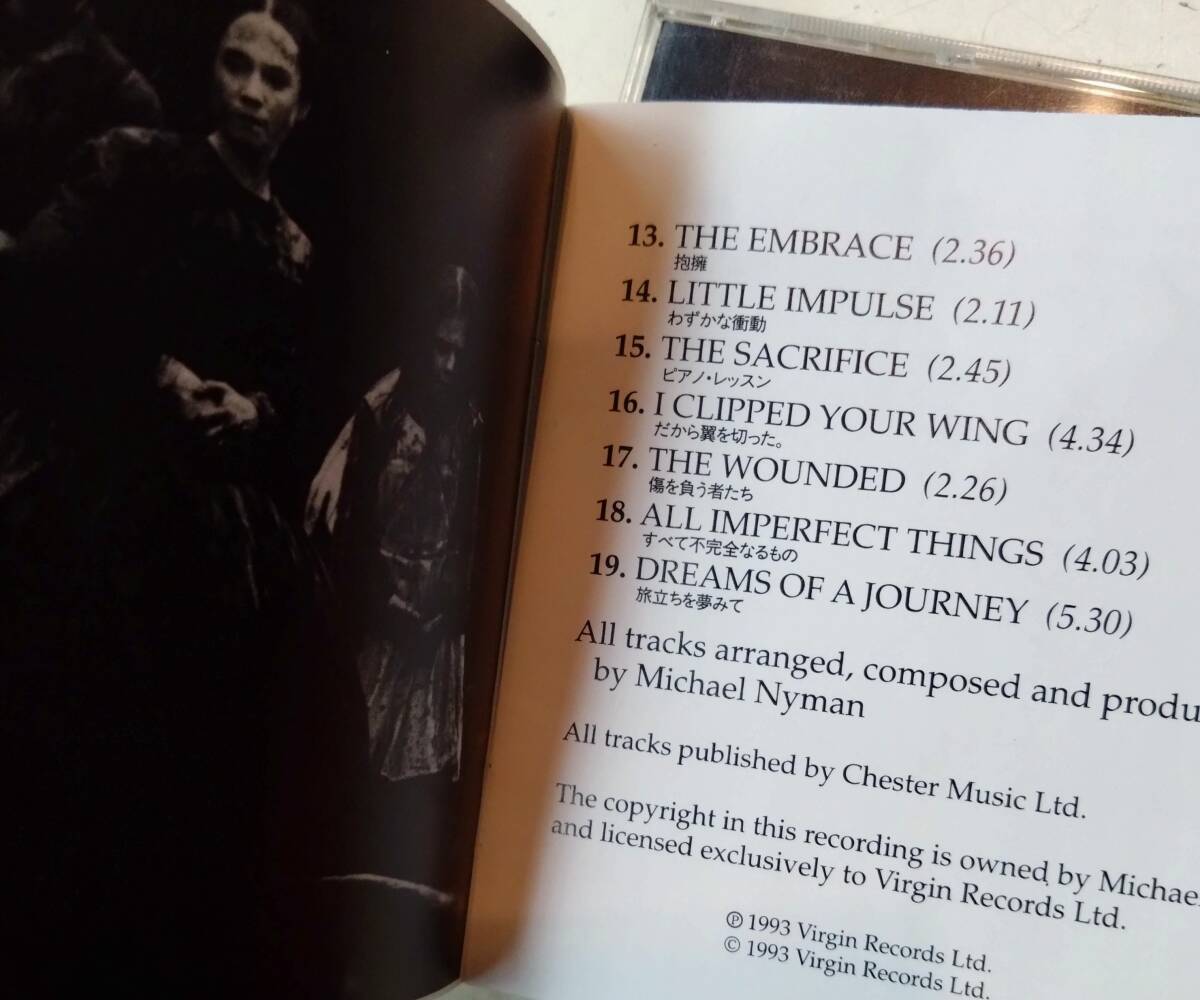 13. THE EMBRACE (2.36)
抱擁
14. LITTLE IMPULSE (2.11)
わずかな衝動
15. THE SACRIFICE (2.45)
ピアノ・レッスン
16. I CLIPPED YOUR WING (4.34)
だから翼を切った。
17. THE WOUNDED (2.26)
傷を負う者たち
18. ALL IMPERFECT THINGS (4.03)
すべて不完全なるもの
19. DREAMS OF A JOURNEY (5.30)
旅立ちを夢みて
All tracks arranged, composed and produ
by Michael Nyman
All tracks published by Chester Music Ltd.
The copyright in this recording is owned by Michae
and licensed exclusively to Virgin Records Ltd.
℗ 1993 Virgin Records Ltd.
© 1993 Virgin Records Ltd.